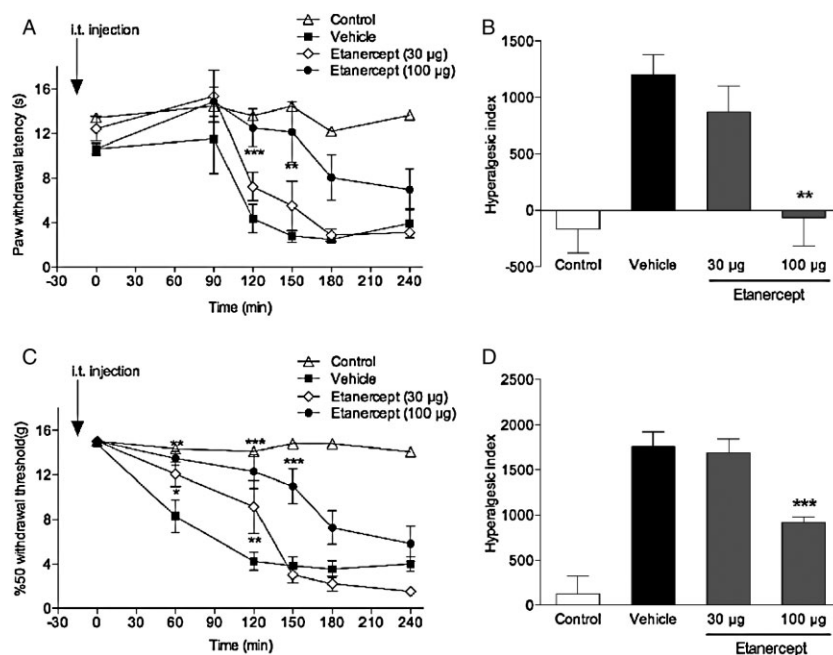 A
i.t. injection
Control
Vehicle
Etanercept (30 µg)
Etanercept (100 µg)
Paw withdrawal latency (s)
16
12
8
4
0
***
**
-30 0 30 60 90 120 150 180 210 240
Time (min)
B
Hyperalgesic index
1500
1000
500
0
-500
**
Control Vehicle 30 µg 100 µg
Etanercept
C
i.t. injection
Control
Vehicle
Etanercept (30 µg)
Etanercept (100 µg)
%50 withdrawal threshold(g)
20
16
12
8
4
0
** ***
***
*
**
-30 0 30 60 90 120 150 180 210 240
Time (min)
D
Hyperalgesic index
2500
2000
1500
1000
500
0
***
Control Vehicle 30 µg 100 µg
Etanercept